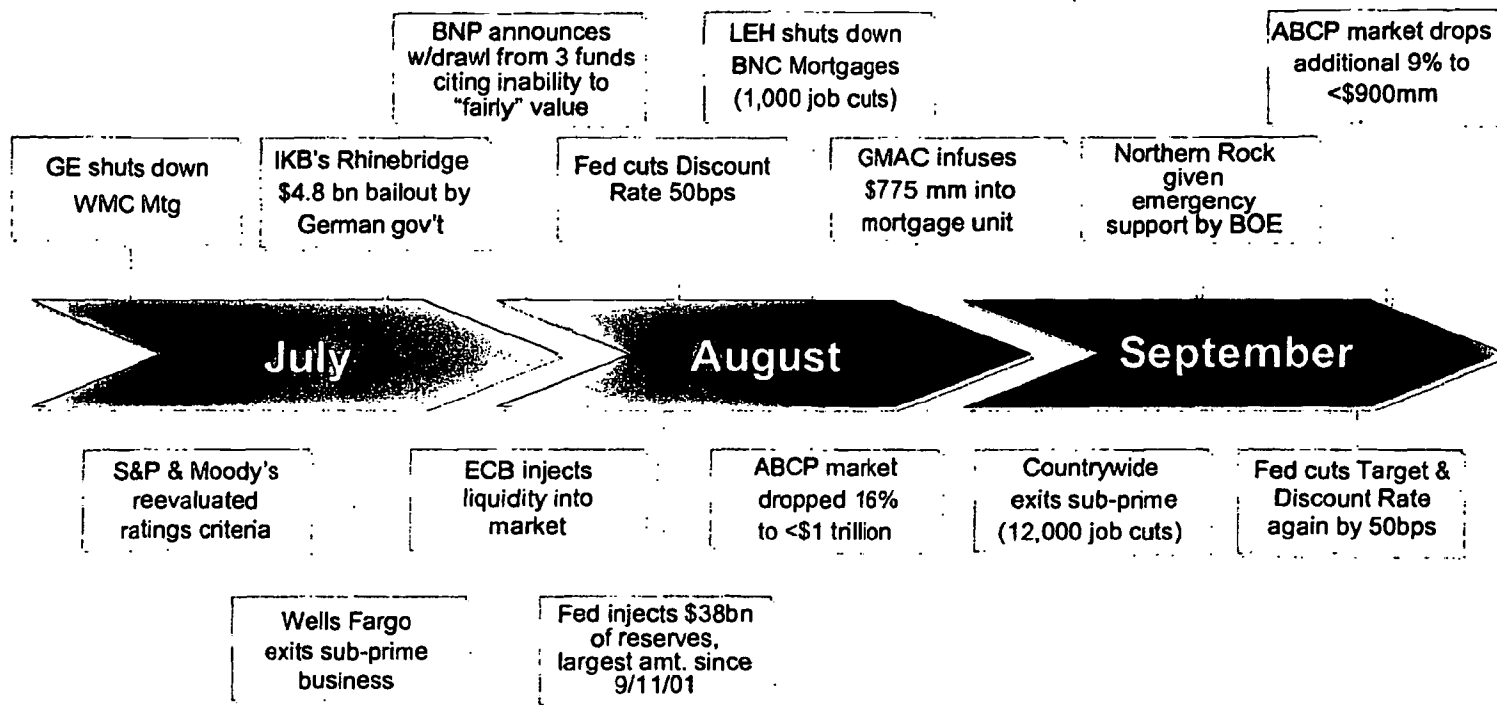 BNP announces
w/drawl from 3 funds
citing inability to
"fairly" value
LEH shuts down
BNC Mortgages
(1,000 job cuts)
ABCP market drops
additional 9% to
<$900mm
GE shuts down
WMC Mtg
IKB's Rhinebridge
$4.8 bn bailout by
German gov't
Fed cuts Discount
Rate 50bps
GMAC infuses
$775 mm into
mortgage unit
Northern Rock
given
emergency
support by BOE
July
August
September
S&P & Moody's
reevaluated
ratings criteria
ECB injects
liquidity into
market
ABCP market
dropped 16%
to <$1 trillion
Countrywide
exits sub-prime
(12,000 job cuts)
Fed cuts Target &
Discount Rate
again by 50bps
Wells Fargo
exits sub-prime
business
Fed injects $38bn
of reserves,
largest amt. since
9/11/01